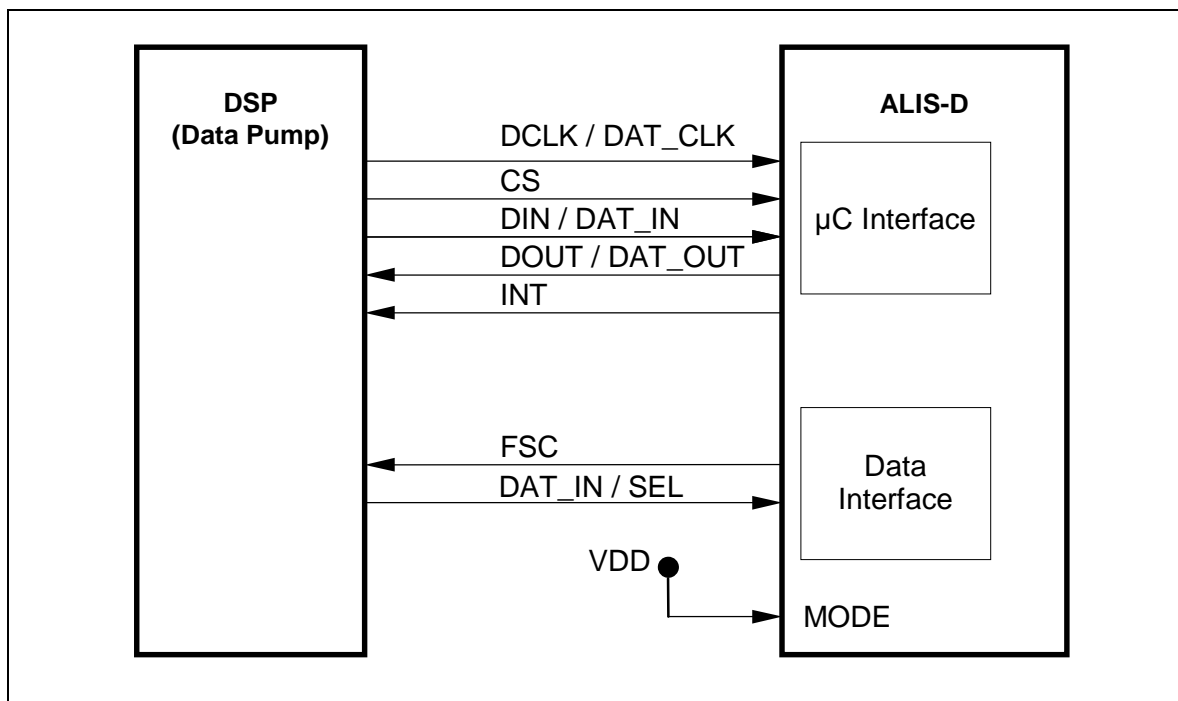 DSP
(Data Pump)
ALIS-D
DCLK / DAT_CLK
CS
DIN / DAT_IN
DOUT / DAT_OUT
INT
µC Interface
FSC
DAT_IN / SEL
Data
Interface
VDD
MODE